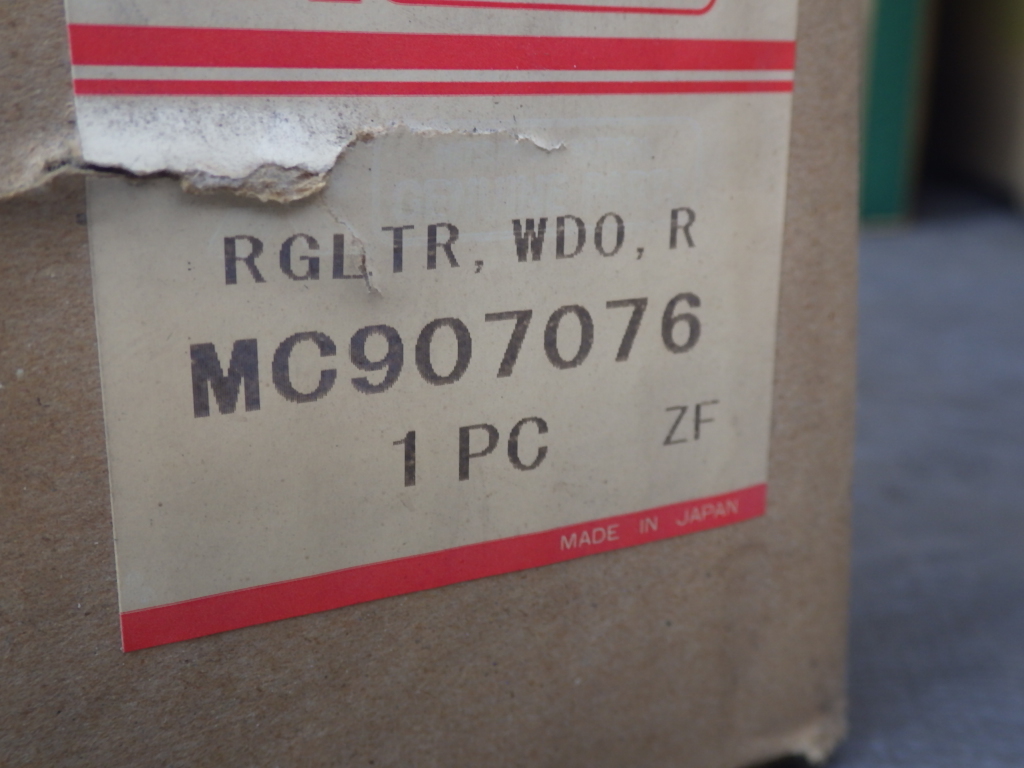 RGLTR, WDO, R
MC907076
1 PC ZF
MADE IN JAPAN